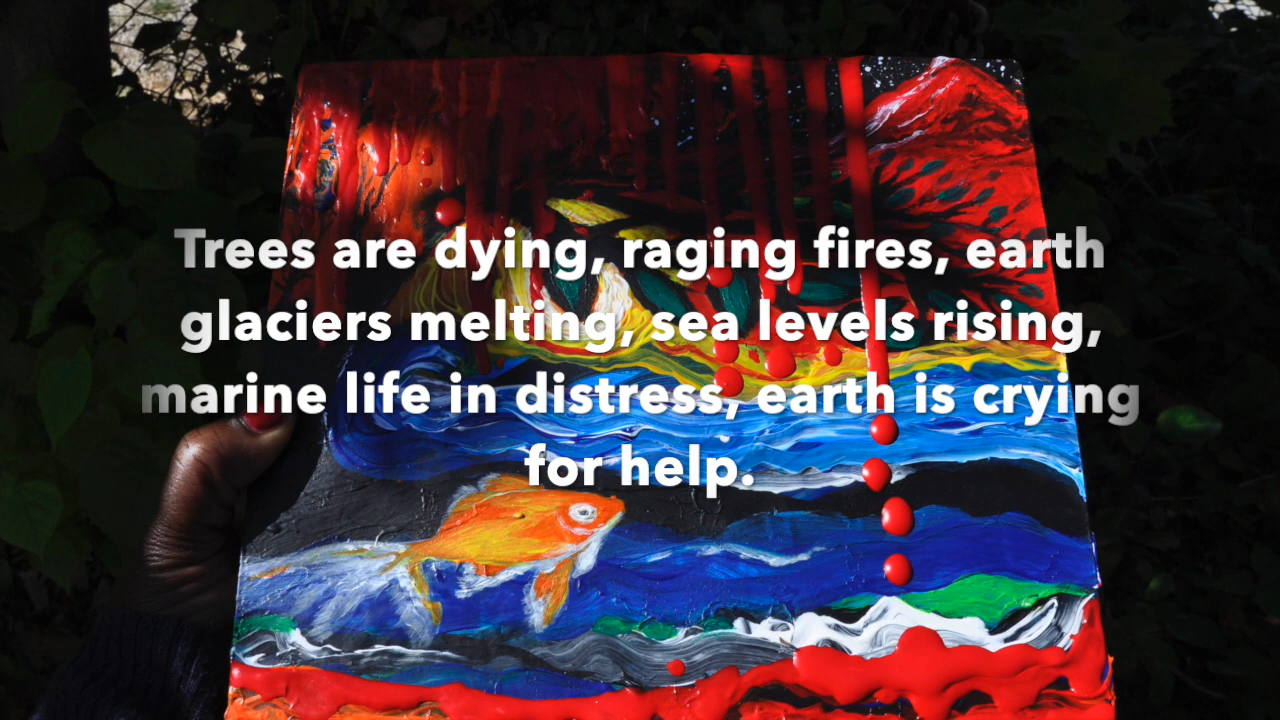 Trees are dying, raging fires, earth
glaciers melting, sea levels rising,
marine life in distress, earth is crying
for help.